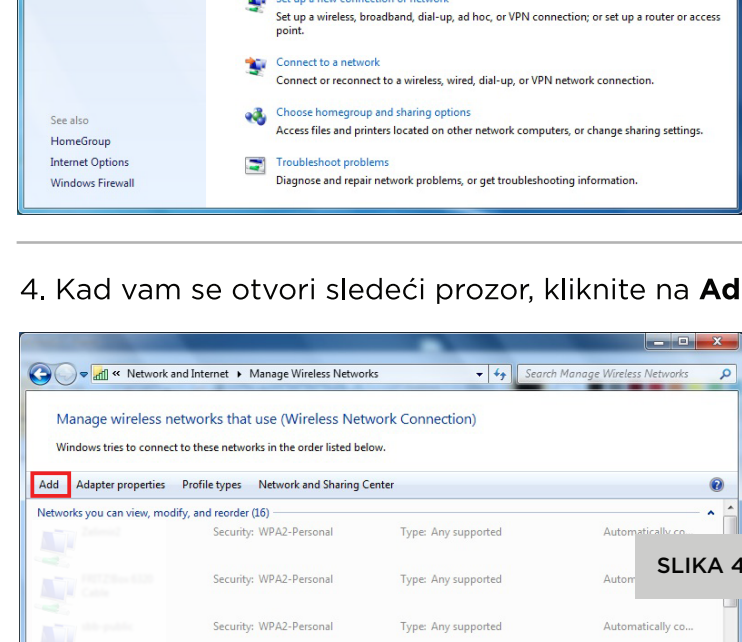 Set up a new connection or network
Set up a wireless, broadband, dial-up, ad hoc, or VPN connection; or set up a router or access
point.
Connect to a network
Connect or reconnect to a wireless, wired, dial-up, or VPN network connection.
See also
Choose homegroup and sharing options
HomeGroup
Access files and printers located on other network computers, or change sharing settings.
Internet Options
Troubleshoot problems
Windows Firewall
Diagnose and repair network problems, or get troubleshooting information.
4. Kad vam se otvori sledeći prozor, kliknite na Ad
« Network and Internet ▸ Manage Wireless Networks
Search Manage Wireless Networks
Manage wireless networks that use (Wireless Network Connection)
Windows tries to connect to these networks in the order listed below.
Add Adapter properties Profile types Network and Sharing Center
Networks you can view, modify, and reorder (16)
Security: WPA2-Personal Type: Any supported Automatically co...
SLIKA 4
Security: WPA2-Personal Type: Any supported Autom
Security: WPA2-Personal Type: Any supported Automatically co...